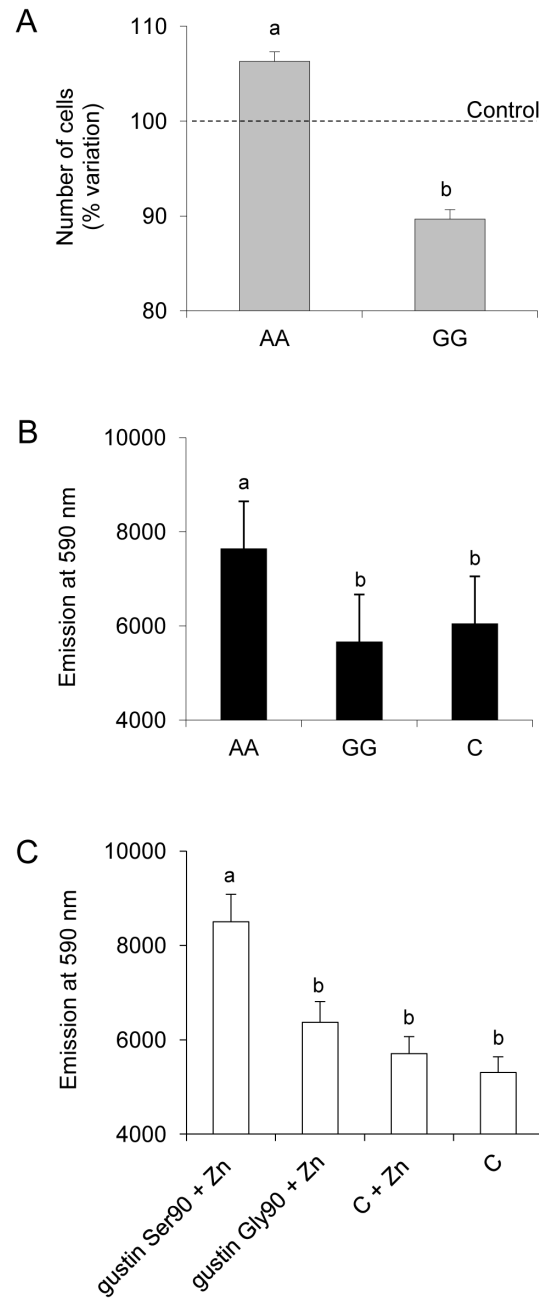 A
Number of cells
(% variation)
110
100
90
80
a
Control
b
AA GG
B
Emission at 590 nm
10000
8000
6000
4000
a
b
b
AA GG C
C
Emission at 590 nm
10000
8000
6000
4000
a
b
b
b
gustin Ser90 + Zn
gustin Gly90 + Zn
C + Zn
C